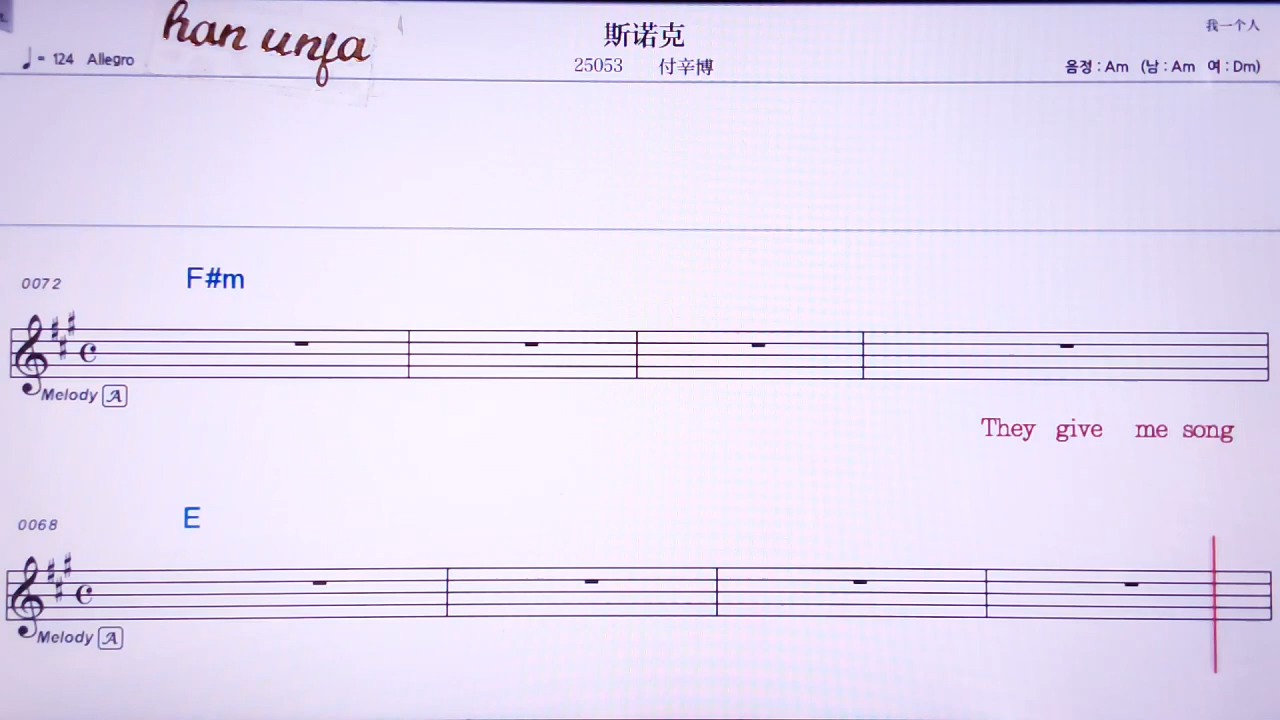 han unja
斯诺克
我一个人
♩= 124 Allegro
25053 付辛博
음정 : Am (남 : Am 여 : Dm)
0072 F#m
Melody A
They give me song
0068 E
Melody A